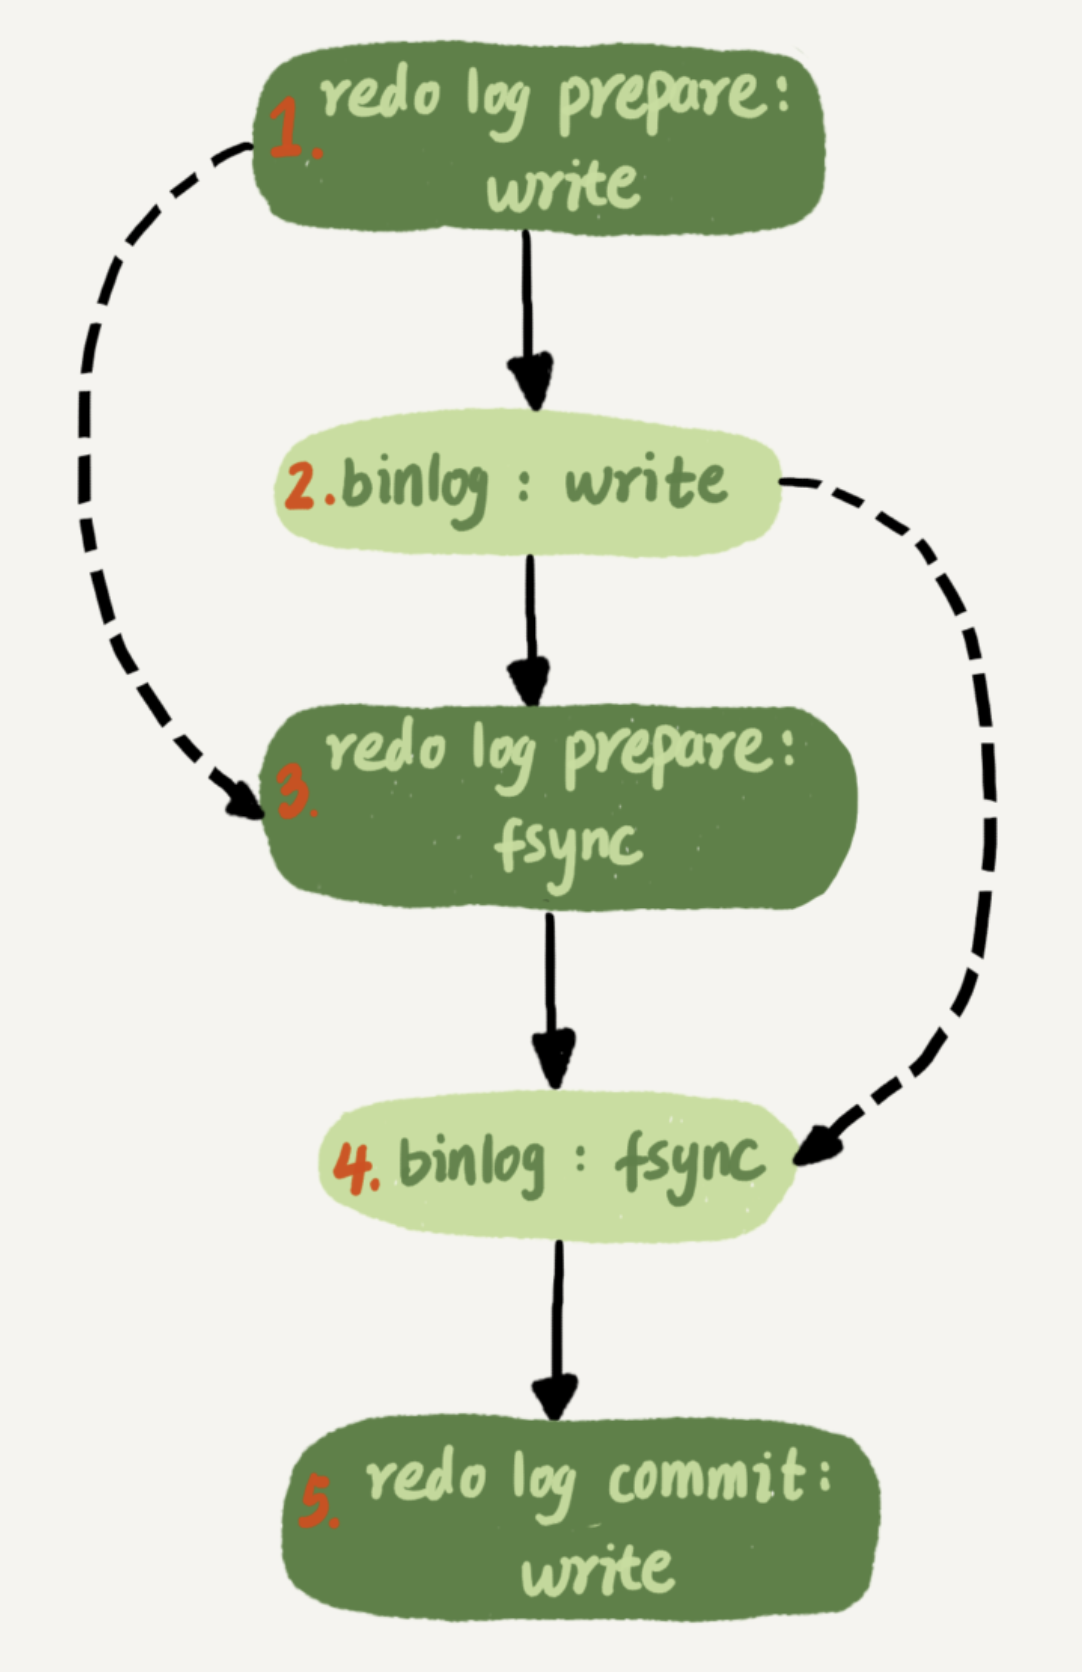 1. redo log prepare:
write
2. binlog : write
3. redo log prepare:
fsync
4. binlog : fsync
5. redo log commit:
write